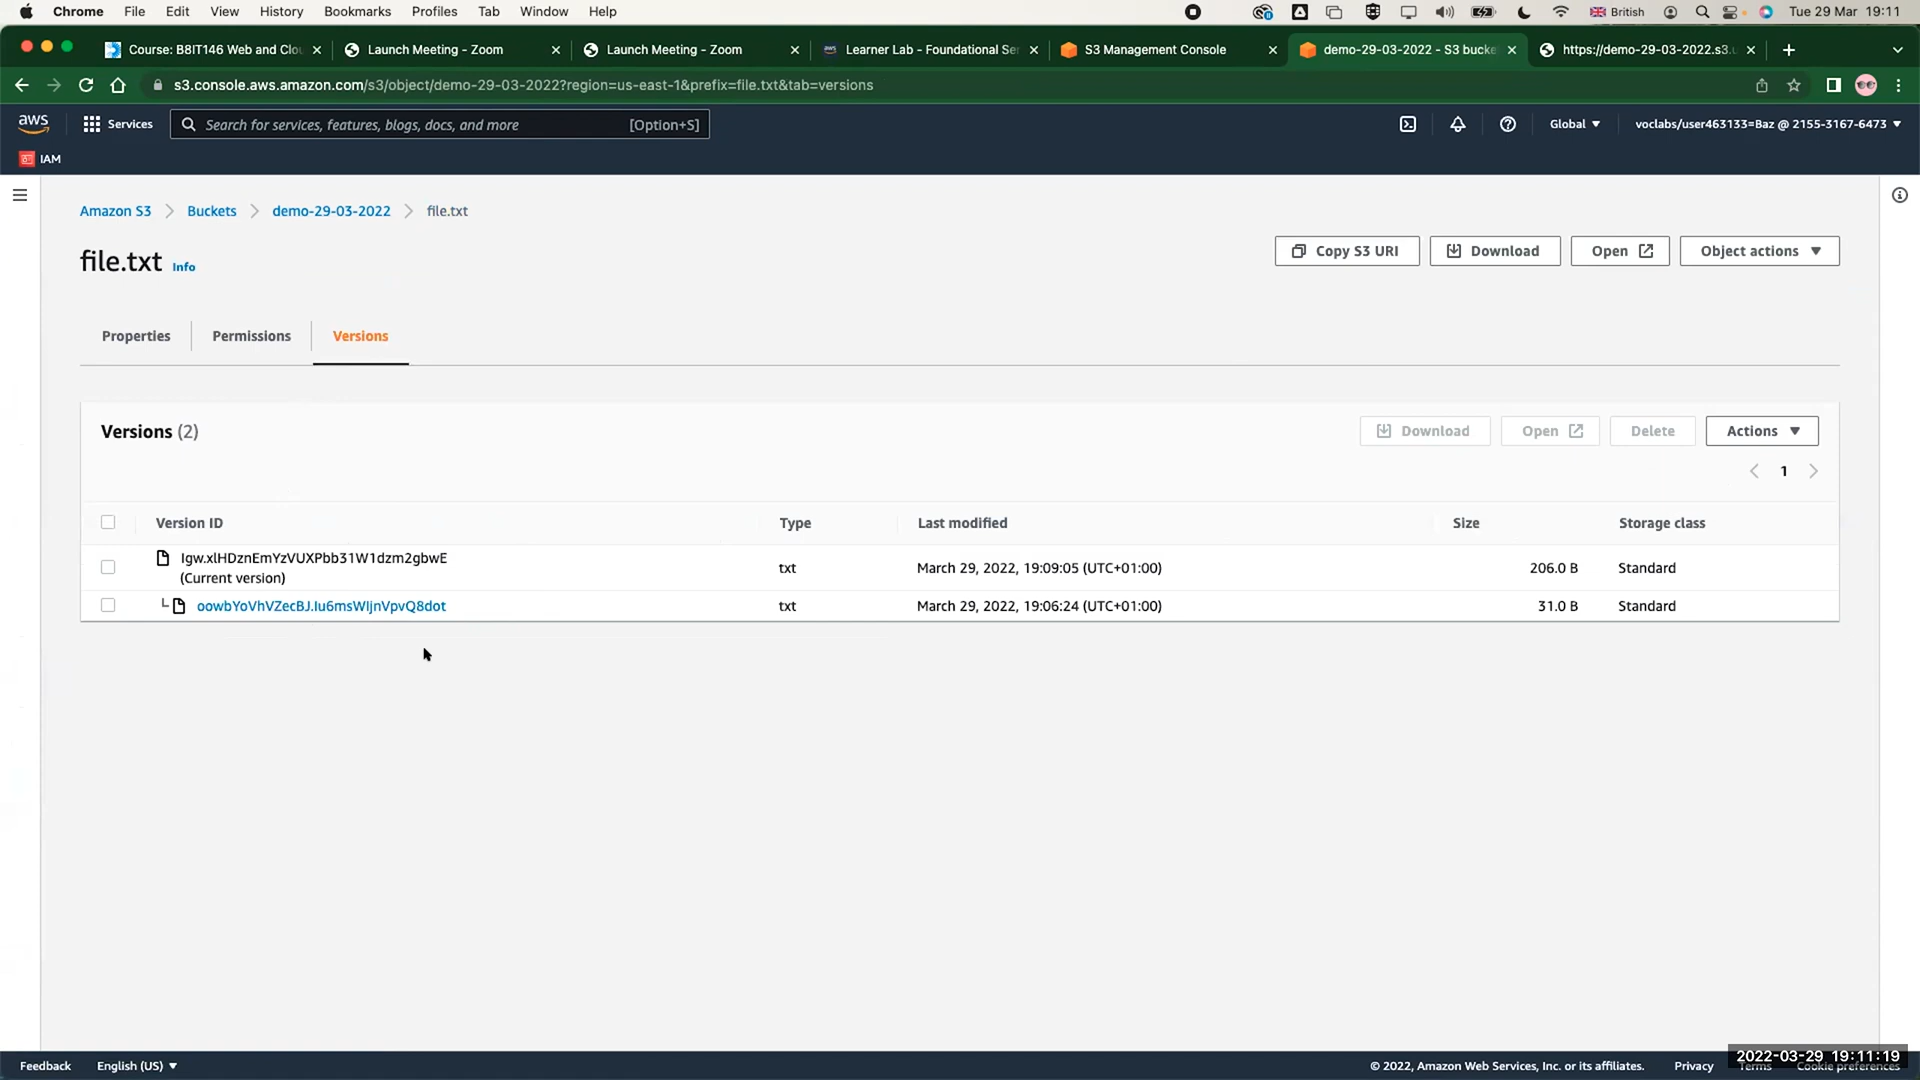 Chrome File Edit View History Bookmarks Profiles Tab Window Help British Tue 29 Mar 19:11
Course: B8IT146 Web and Clou Launch Meeting - Zoom Launch Meeting - Zoom Learner Lab - Foundational Ser S3 Management Console demo-29-03-2022 - S3 bucke https://demo-29-03-2022.s3.u
s3.console.aws.amazon.com/s3/object/demo-29-03-2022?region=us-east-1&prefix=file.txt&tab=versions
aws Services Search for services, features, blogs, docs, and more [Option+S] Global voclabs/user463133=Baz @ 2155-3167-6473
IAM
Amazon S3 Buckets demo-29-03-2022 file.txt
file.txt Info Copy S3 URI Download Open Object actions
Properties Permissions Versions
Versions (2) Download Open Delete Actions
1
Version ID Type Last modified Size Storage class
Igw.xlHDznEmYzVUXPbb31W1dzm2gbwE
(Current version) txt March 29, 2022, 19:09:05 (UTC+01:00) 206.0 B Standard
oowbYoVhVZecBJ.Iu6msWIjnVpvQ8dot txt March 29, 2022, 19:06:24 (UTC+01:00) 31.0 B Standard
2022-03-29 19:11:19
Feedback English (US) © 2022, Amazon Web Services, Inc. or its affiliates. Privacy Terms Cookie preferences